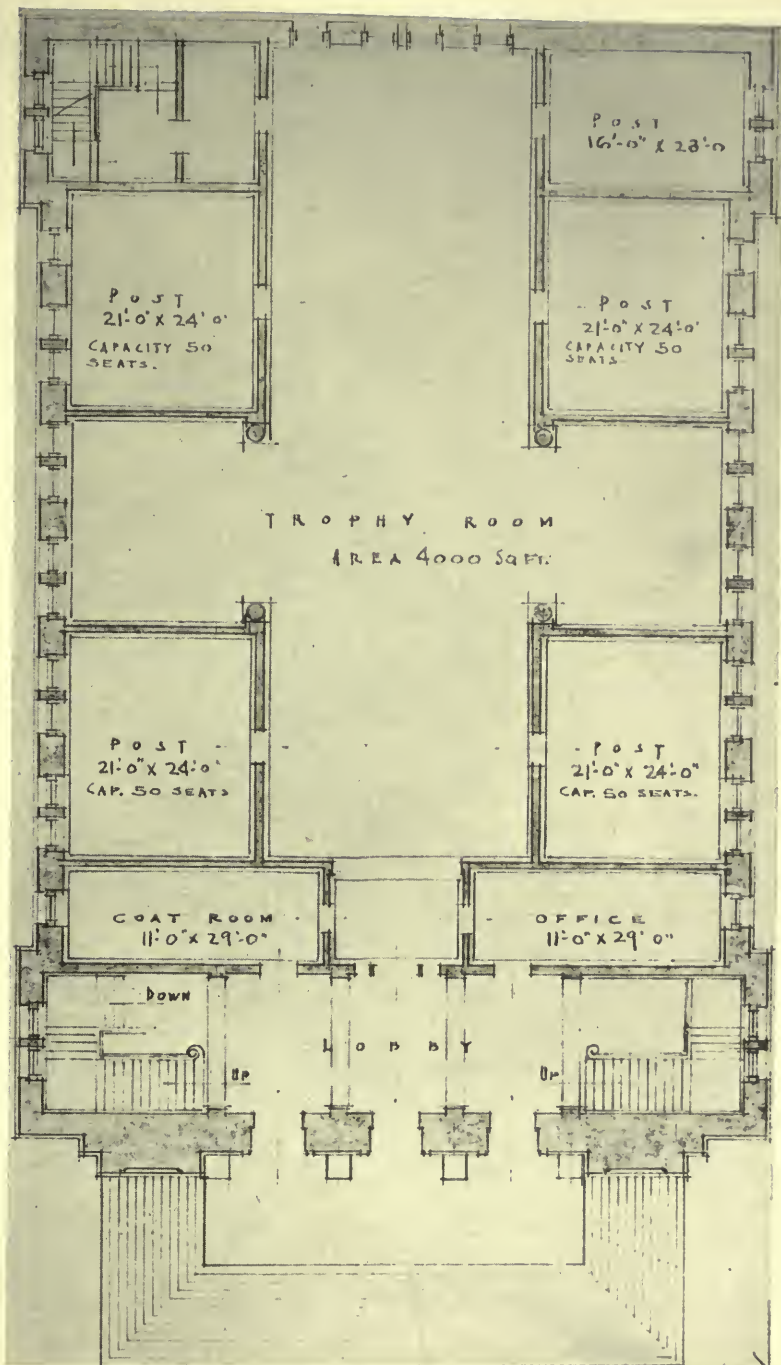 POST
16'-0" X 28'-0
POST
21'-0" X 24'0"
CAPACITY 50
SEATS.
POST
21'-0" X 24'-0"
CAPACITY 50
SEATS.
TROPHY ROOM
AREA 4000 SQ FT.
POST
21'-0" X 24'-0"
CAP. 50 SEATS
POST
21'-0" X 24'-0"
CAP. 50 SEATS.
COAT ROOM
11'-0" X 29'-0"
OFFICE
11'-0" X 29'0"
DOWN
LOBBY
UP
UP